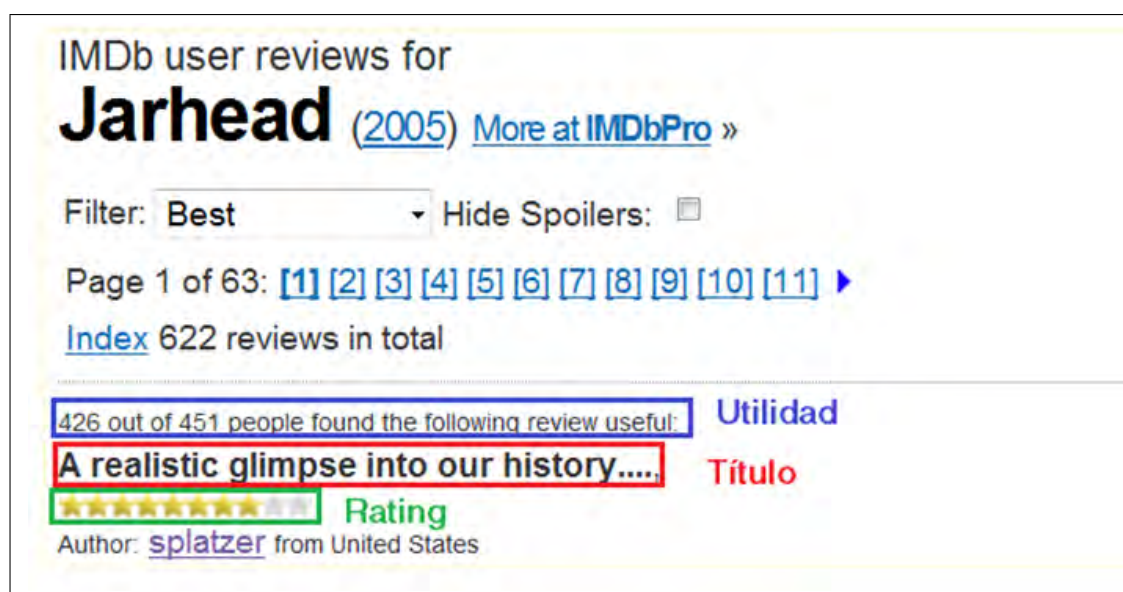 IMDb user reviews for
Jarhead (2005) More at IMDbPro »
Filter: Best Hide Spoilers:
Page 1 of 63: [1] [2] [3] [4] [5] [6] [7] [8] [9] [10] [11]
Index 622 reviews in total
426 out of 451 people found the following review useful: Utilidad
A realistic glimpse into our history..... Título
Rating
Author: splatzer from United States